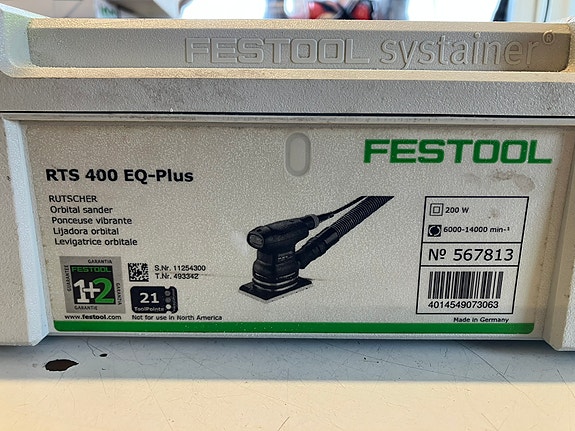 FESTOOL systainer®
FESTOOL
RTS 400 EQ-Plus
RUTSCHER
Orbital sander
Ponceuse vibrante
Lijadora orbital
Levigatrice orbitale
200 W
6000-14000 min⁻¹
Nº 567813
4014549073063
Made in Germany
GARANTIA
GUARANTEE
FESTOOL
1+2
GARANTIE
www.festool.com
S.Nr. 11254300
T.Nr. 493342
21
ToolPoints
Not for use in North America